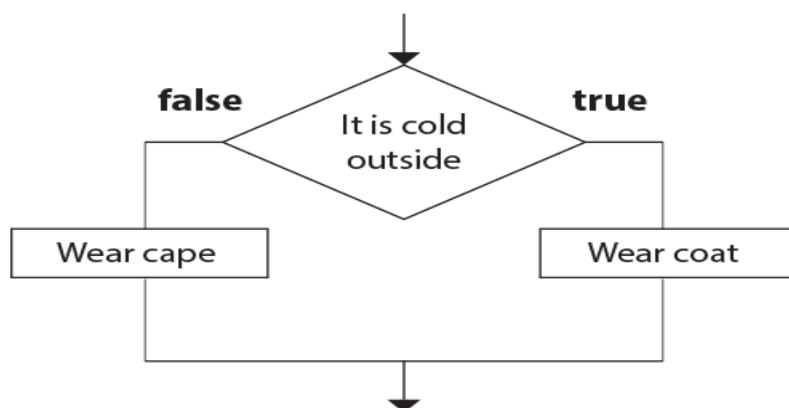 false
true
It is cold
outside
Wear cape
Wear coat